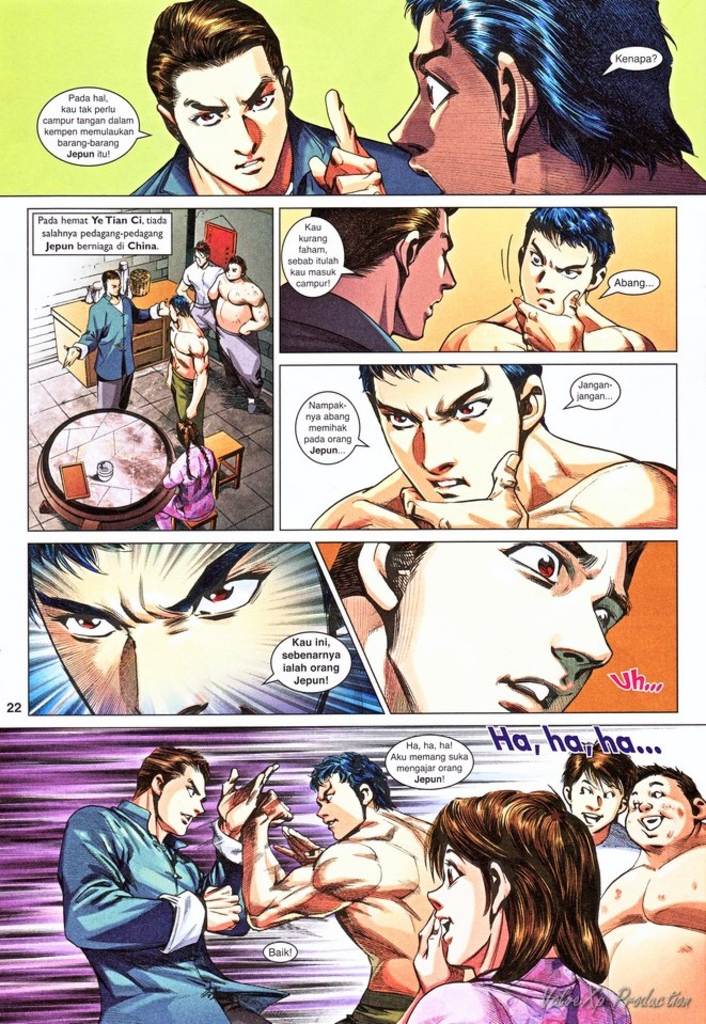 Pada hal,
kau tak perlu
campur tangan dalam
kempen memulaukan
barang-barang
Jepun itu!
Kenapa?
Pada hemat Ye Tian Ci, tiada
salahnya pedagang-pedagang
Jepun berniaga di China.
Kau
kurang
faham,
sebab itulah
kau masuk
campur!
Abang...
Nampak-
nya abang
memihak
pada orang
Jepun...
Jangan-
jangan...
Kau ini,
sebenarnya
ialah orang
Jepun!
Uh...
22
Ha, ha, ha...
Ha, ha, ha!
Aku memang suka
mengajar orang
Jepun!
Baik!
Production